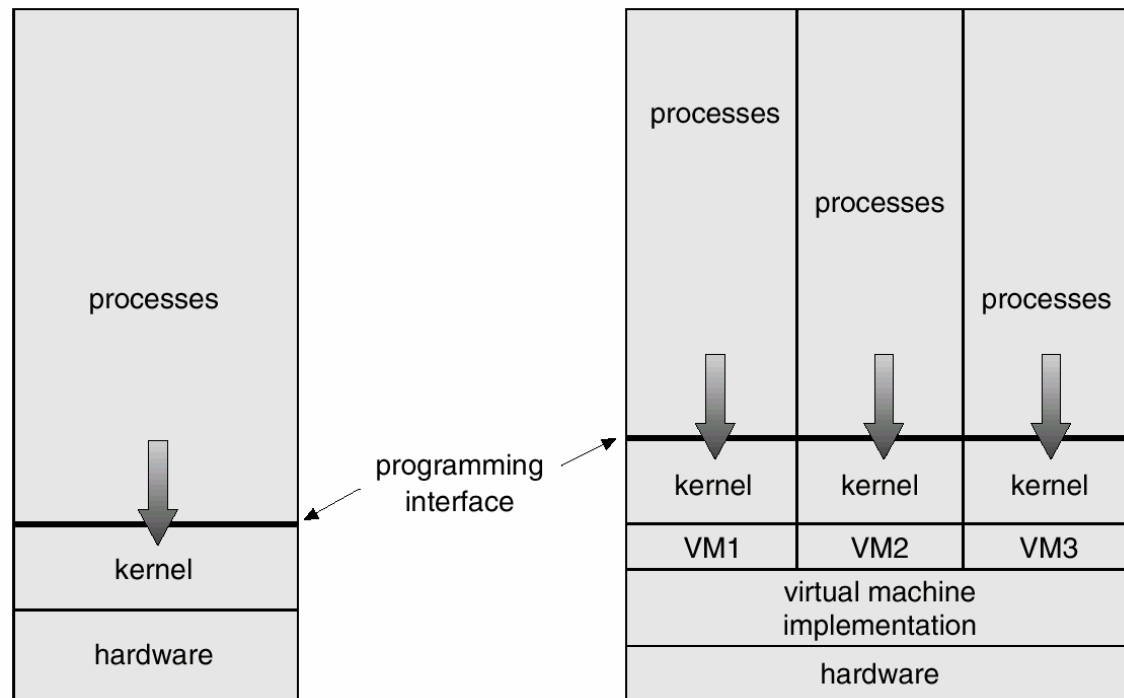 processes
kernel
hardware
programming
interface
processes
processes
processes
kernel
kernel
kernel
VM1
VM2
VM3
virtual machine
implementation
hardware